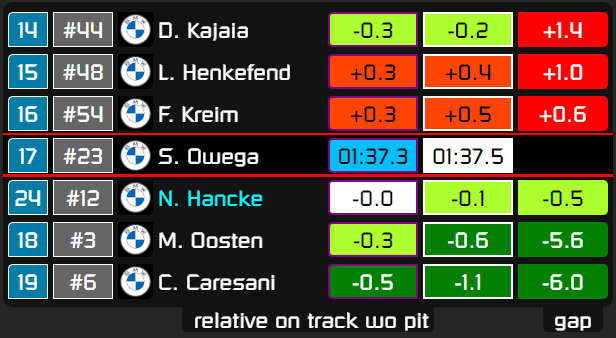 14 #44 D. Kajaia -0.3 -0.2 +1.4
15 #48 L. Henkefend +0.3 +0.4 +1.0
16 #54 F. Kreim +0.3 +0.5 +0.6
17 #23 S. Owega 01:37.3 01:37.5
24 #12 N. Hancke -0.0 -0.1 -0.5
18 #3 M. Oosten -0.3 -0.6 -5.6
19 #6 C. Caresani -0.5 -1.1 -6.0
relative on track wo pit gap